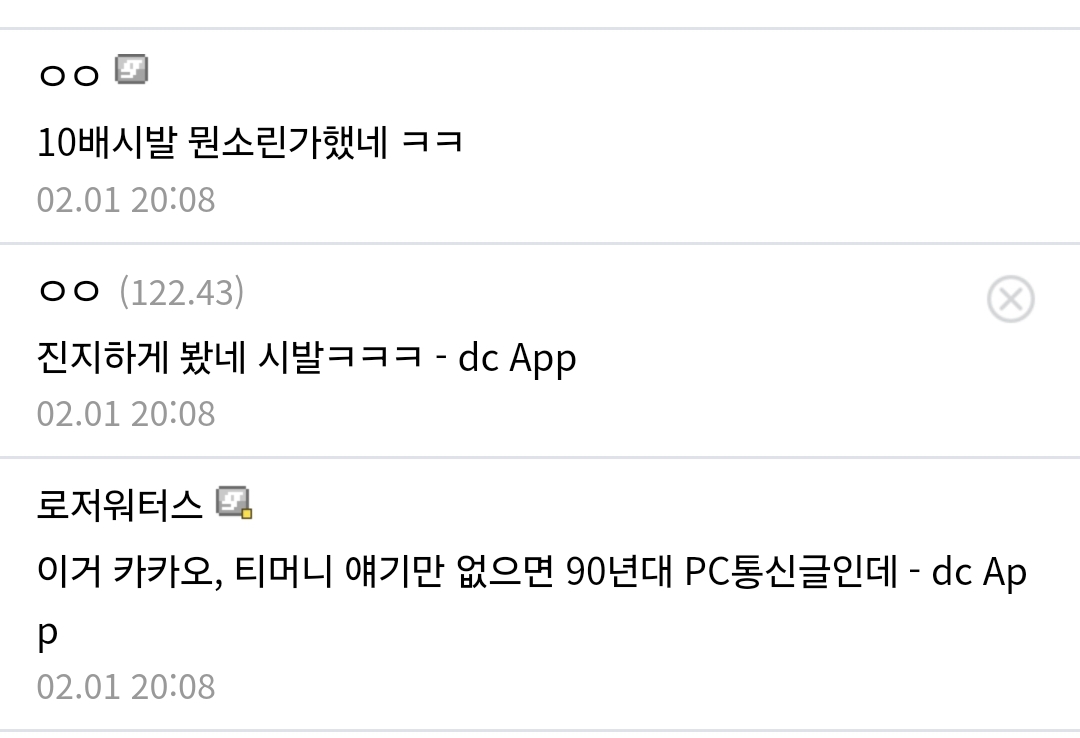 ㅇㅇ
10배시발 뭔소린가했네 ㅋㅋ
02.01 20:08
ㅇㅇ (122.43)
진지하게 봤네 시발ㅋㅋㅋ - dc App
02.01 20:08
로저워터스
이거 카카오, 티머니 얘기만 없으면 90년대 PC통신글인데 - dc Ap
p
02.01 20:08